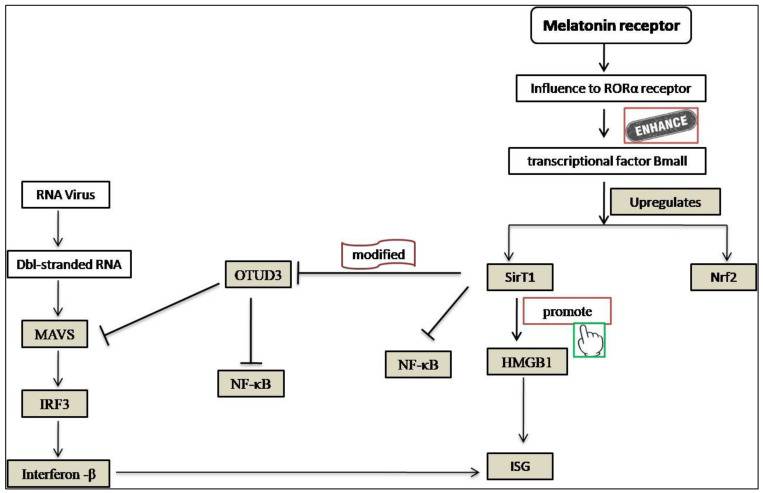 Melatonin receptor
Influence to RORα receptor
ENHANCE
transcriptional factor Bmall
Upregulates
RNA Virus
Dbl-stranded RNA
MAVS
IRF3
Interferon -β
OTUD3
NF-κB
modified
SirT1
Nrf2
promote
NF-κB
HMGB1
ISG